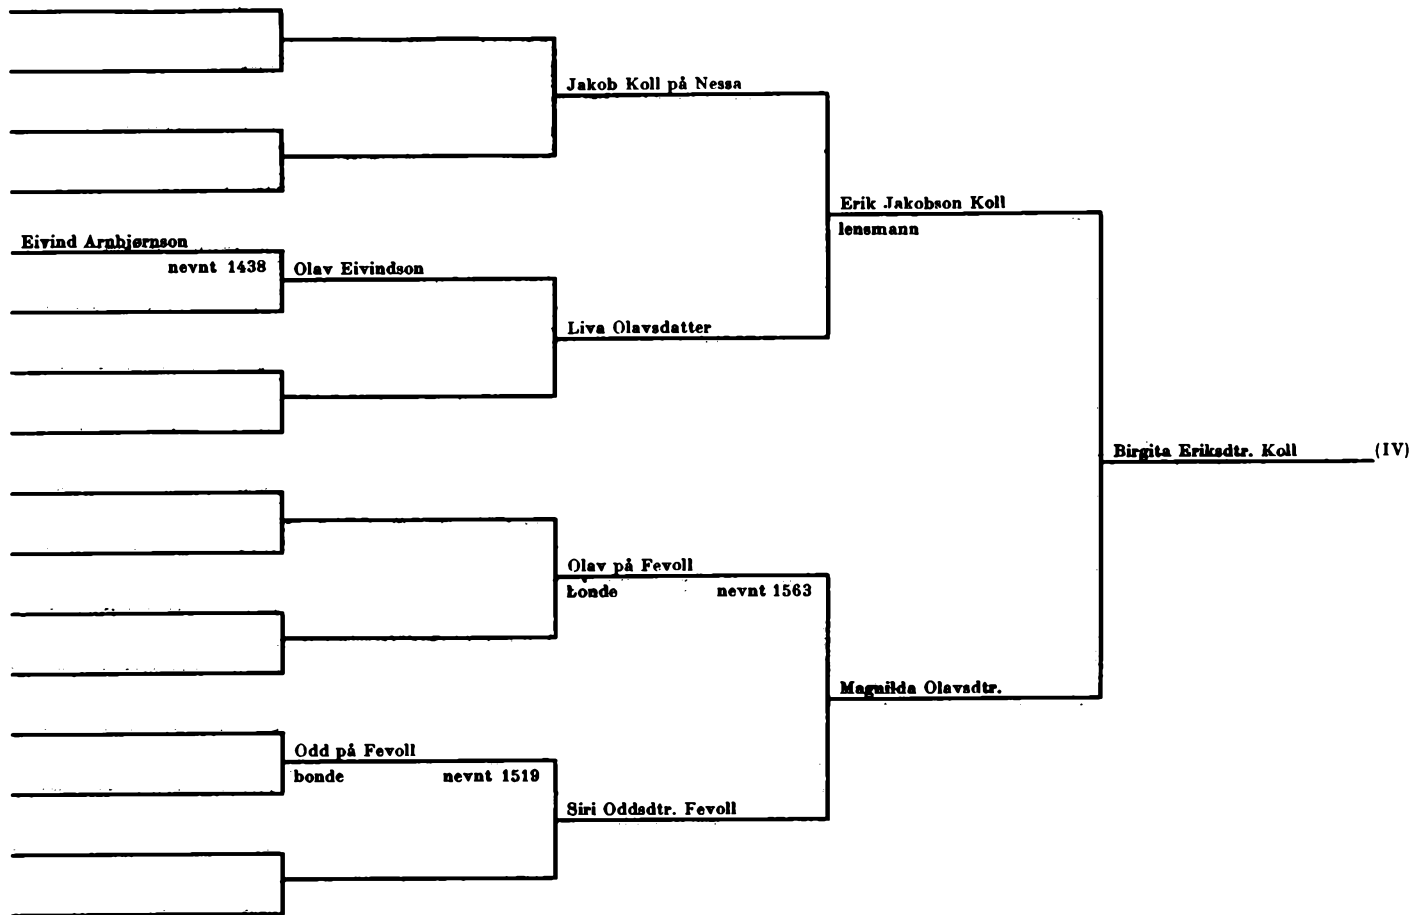 Jakob Koll på Nessa
Erik Jakobson Koll
lensmann
Eivind Arnbjørnson
nevnt 1438
Olav Eivindson
Liva Olavsdatter
Birgita Eriksdtr. Koll (IV)
Olav på Fevoll
bonde nevnt 1563
Magnilda Olavsdtr.
Odd på Fevoll
bonde nevnt 1519
Siri Oddsdtr. Fevoll